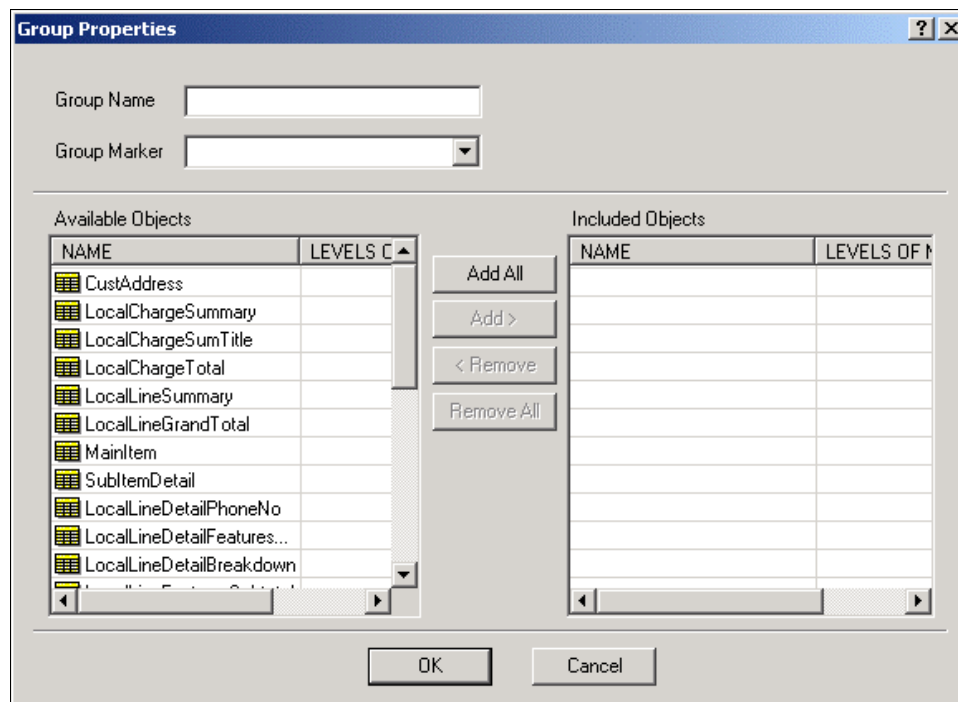 Group Properties
Group Name
Group Marker
Available Objects
NAME LEVELS
CustAddress
LocalChargeSummary
LocalChargeSumTitle
LocalChargeTotal
LocalLineSummary
LocalLineGrandTotal
MainItem
SubItemDetail
LocalLineDetailPhoneNo
LocalLineDetailFeatures...
LocalLineDetailBreakdown
Add All
Add >
< Remove
Remove All
Included Objects
NAME LEVELS OF
OK Cancel